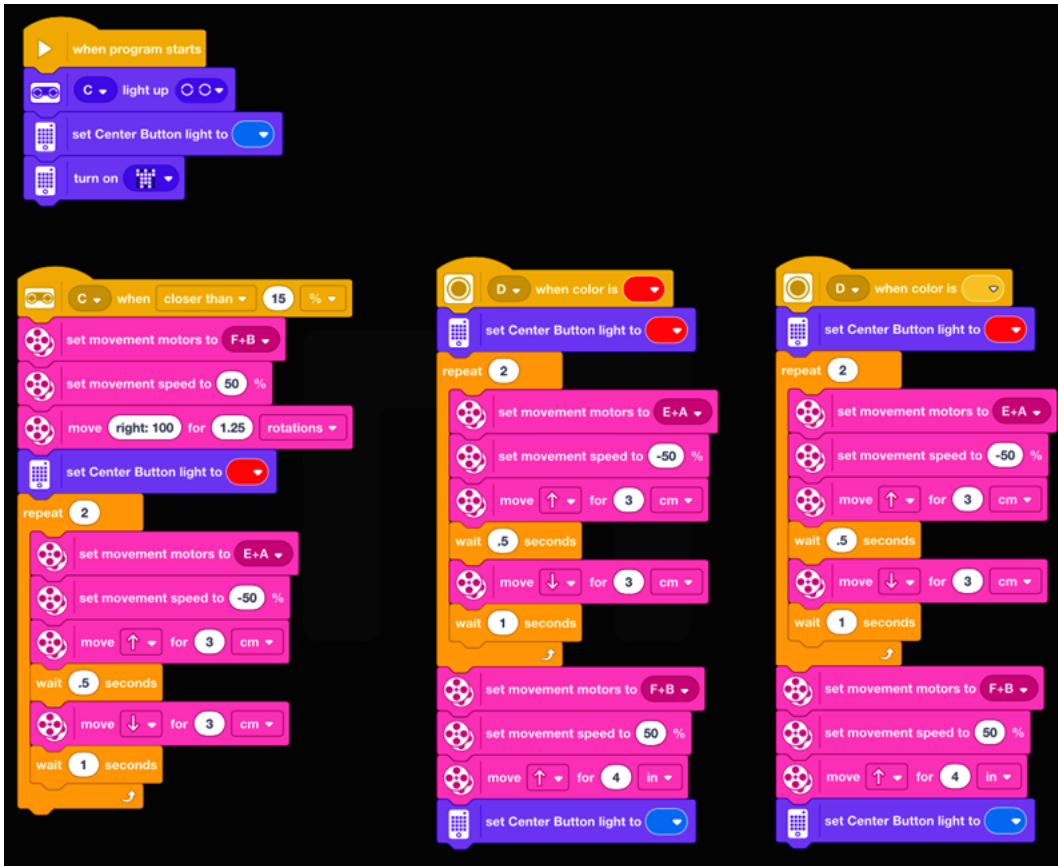 when program starts
C light up
set Center Button light to
turn on
C when closer than 15 %
set movement motors to F+B
set movement speed to 50 %
move right: 100 for 1.25 rotations
set Center Button light to
repeat 2
set movement motors to E+A
set movement speed to -50 %
move for 3 cm
wait .5 seconds
move for 3 cm
wait 1 seconds
D when color is
set Center Button light to
repeat 2
set movement motors to E+A
set movement speed to -50 %
move for 3 cm
wait .5 seconds
move for 3 cm
wait 1 seconds
set movement motors to F+B
set movement speed to 50 %
move for 4 in
set Center Button light to
D when color is
set Center Button light to
repeat 2
set movement motors to E+A
set movement speed to -50 %
move for 3 cm
wait .5 seconds
move for 3 cm
wait 1 seconds
set movement motors to F+B
set movement speed to 50 %
move for 4 in
set Center Button light to